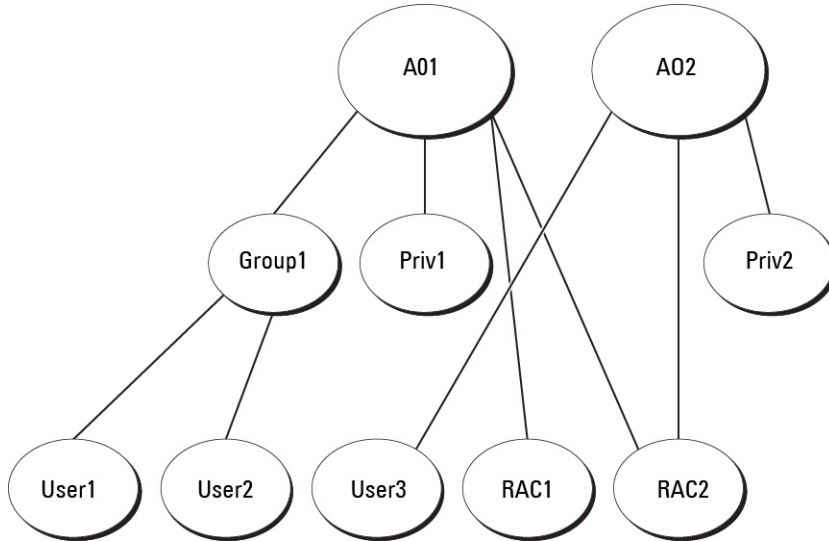 A01
AO2
Group1
Priv1
Priv2
User1
User2
User3
RAC1
RAC2